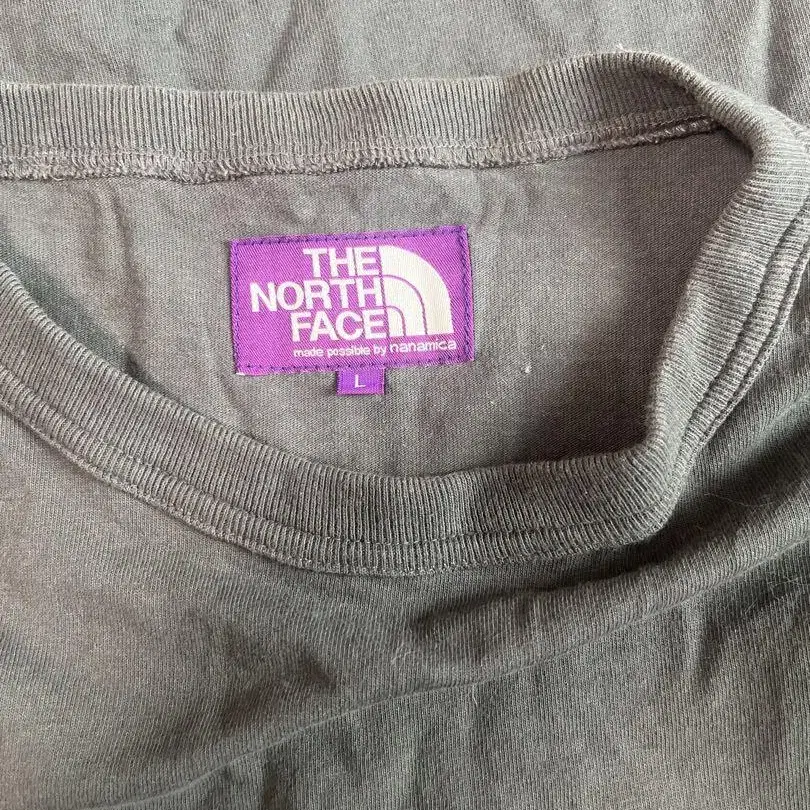 THE
NORTH
FACE
made possible by nanamica
L